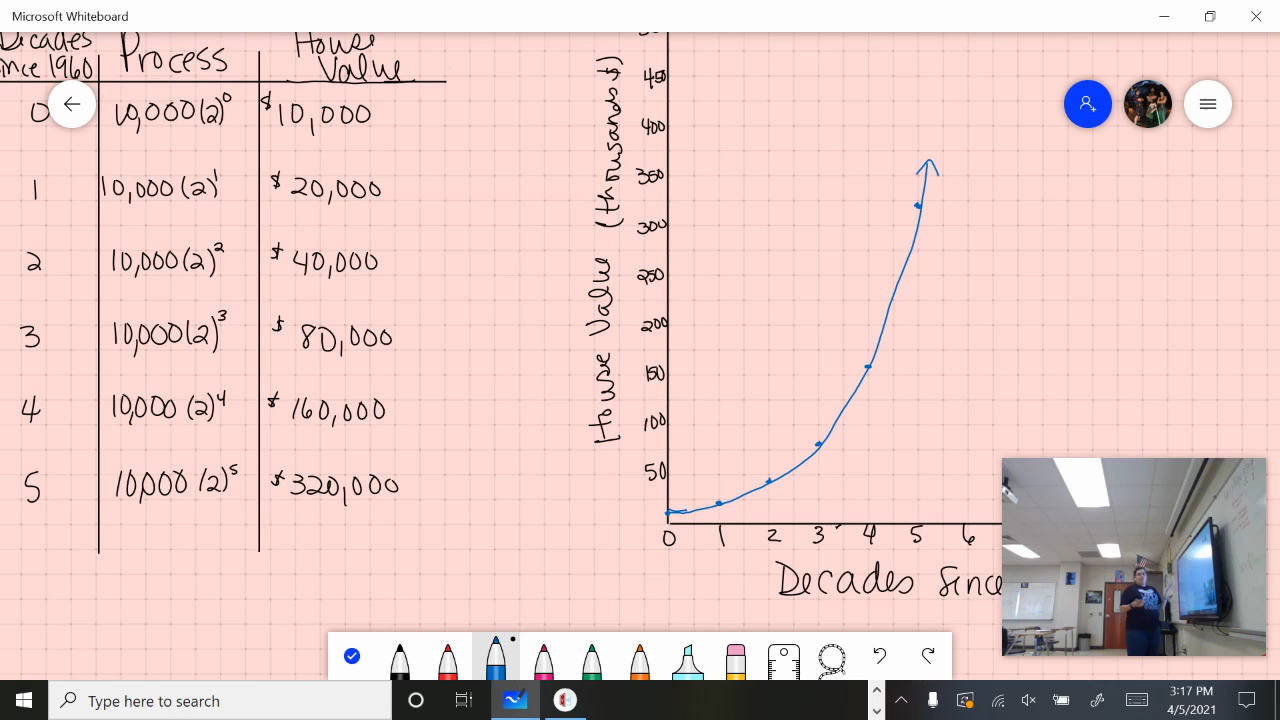 Microsoft Whiteboard
Decades
since 1960
Process
House
Value
0
10,000(2)⁰
$10,000
1
10,000(2)¹
$20,000
2
10,000(2)²
$40,000
3
10,000(2)³
$80,000
4
10,000(2)⁴
$160,000
5
10,000(2)⁵
$320,000
House Value (thousands $)
450
400
350
300
250
200
150
100
50
0 1 2 3 4 5 6
Decades Since
Type here to search
3:17 PM
4/5/2021